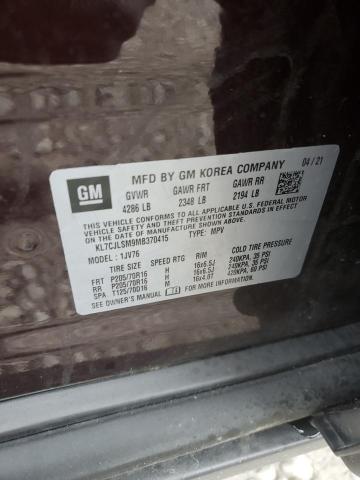 GM
MFD BY GM KOREA COMPANY 04/21
GVWR GAWR FRT GAWR RR
4286 LB 2348 LB 2194 LB
THIS VEHICLE CONFORMS TO ALL APPLICABLE U.S. FEDERAL MOTOR
VEHICLE SAFETY AND THEFT PREVENTION STANDARDS IN EFFECT
ON THE DATE OF MANUFACTURE SHOWN ABOVE.
KL7CJLSM9MB370415 TYPE: MPV
MODEL: 1JV76
TIRE SIZE SPEED RTG RIM COLD TIRE PRESSURE
FRT P205/70R16 H 16x6.5J 240KPA, 35 PSI
RR P205/70R16 H 16x6.5J 240KPA, 35 PSI
SPA T125/70D16 M 16x4.0T 420KPA, 60 PSI
SEE OWNER'S MANUAL FOR ADDITIONAL INFORMATION.